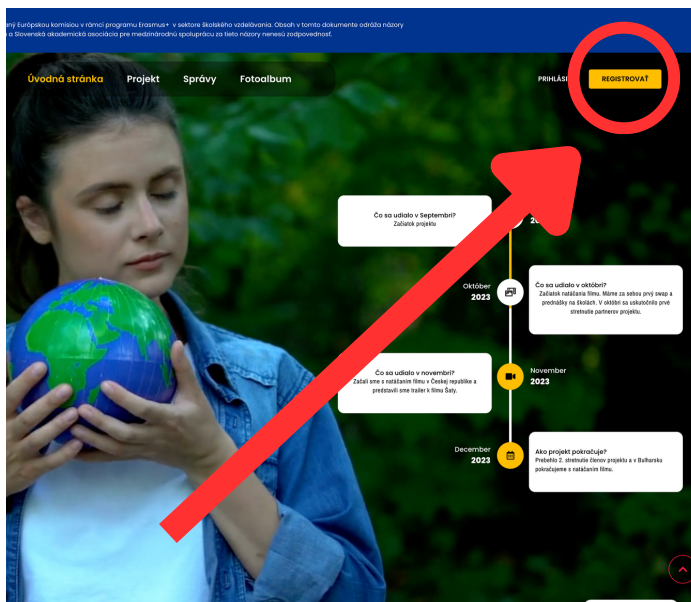 Európskou komisiou v rámci programu Erasmus+ v sektore školského vzdelávania. Obsah v tomto dokumente odráža názory
a Slovenská akademická asociácia pre medzinárodnú spoluprácu za tieto názory nenesú zodpovednosť.
Úvodná stránka Projekt Správy Fotoalbum
REGISTROVAŤ
Čo sa udialo v Septembri?
Začiatok projektu
Október
2023
Čo sa udialo v októbri?
Začiatok natáčania filmu. Máme za sebou prvý swap a
prednášky na školách. V októbri sa uskutočnilo prvé
stretnutie partnerov projektu.
Čo sa udialo v novembri?
Začali sme s natáčaním filmu v Českej republike a
predstavili sme trailer k filmu Šaty.
November
2023
December
2023
Ako projekt pokračuje?
Prebehlo 2. stretnutie členov projektu a v Bulharsku
pokračujeme s natáčaním filmu.